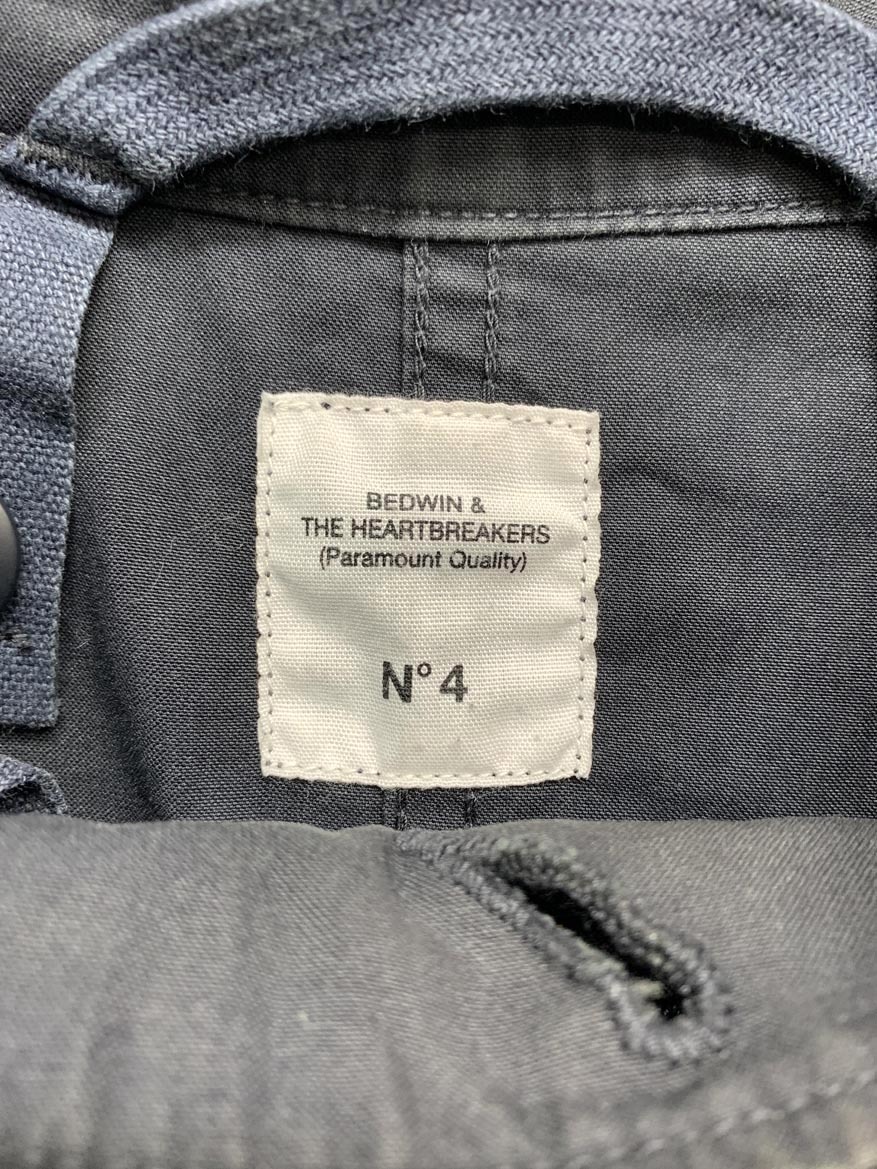 BEDWIN &
THE HEARTBREAKERS
(Paramount Quality)
N° 4